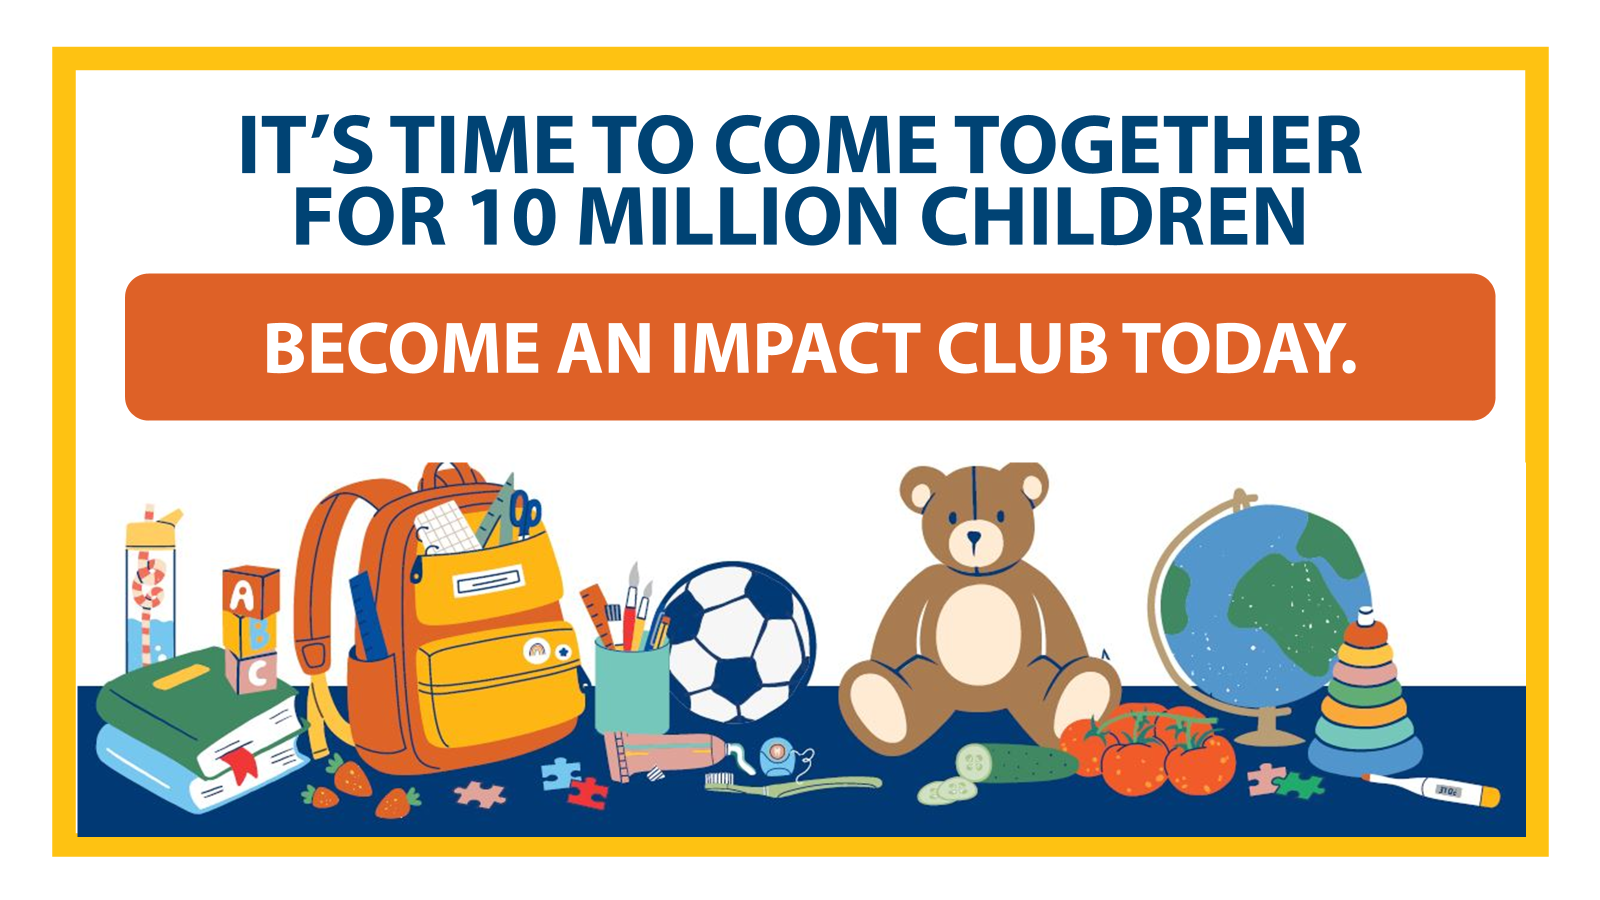 IT’S TIME TO COME TOGETHER
FOR 10 MILLION CHILDREN
BECOME AN IMPACT CLUB TODAY.
A
B
C